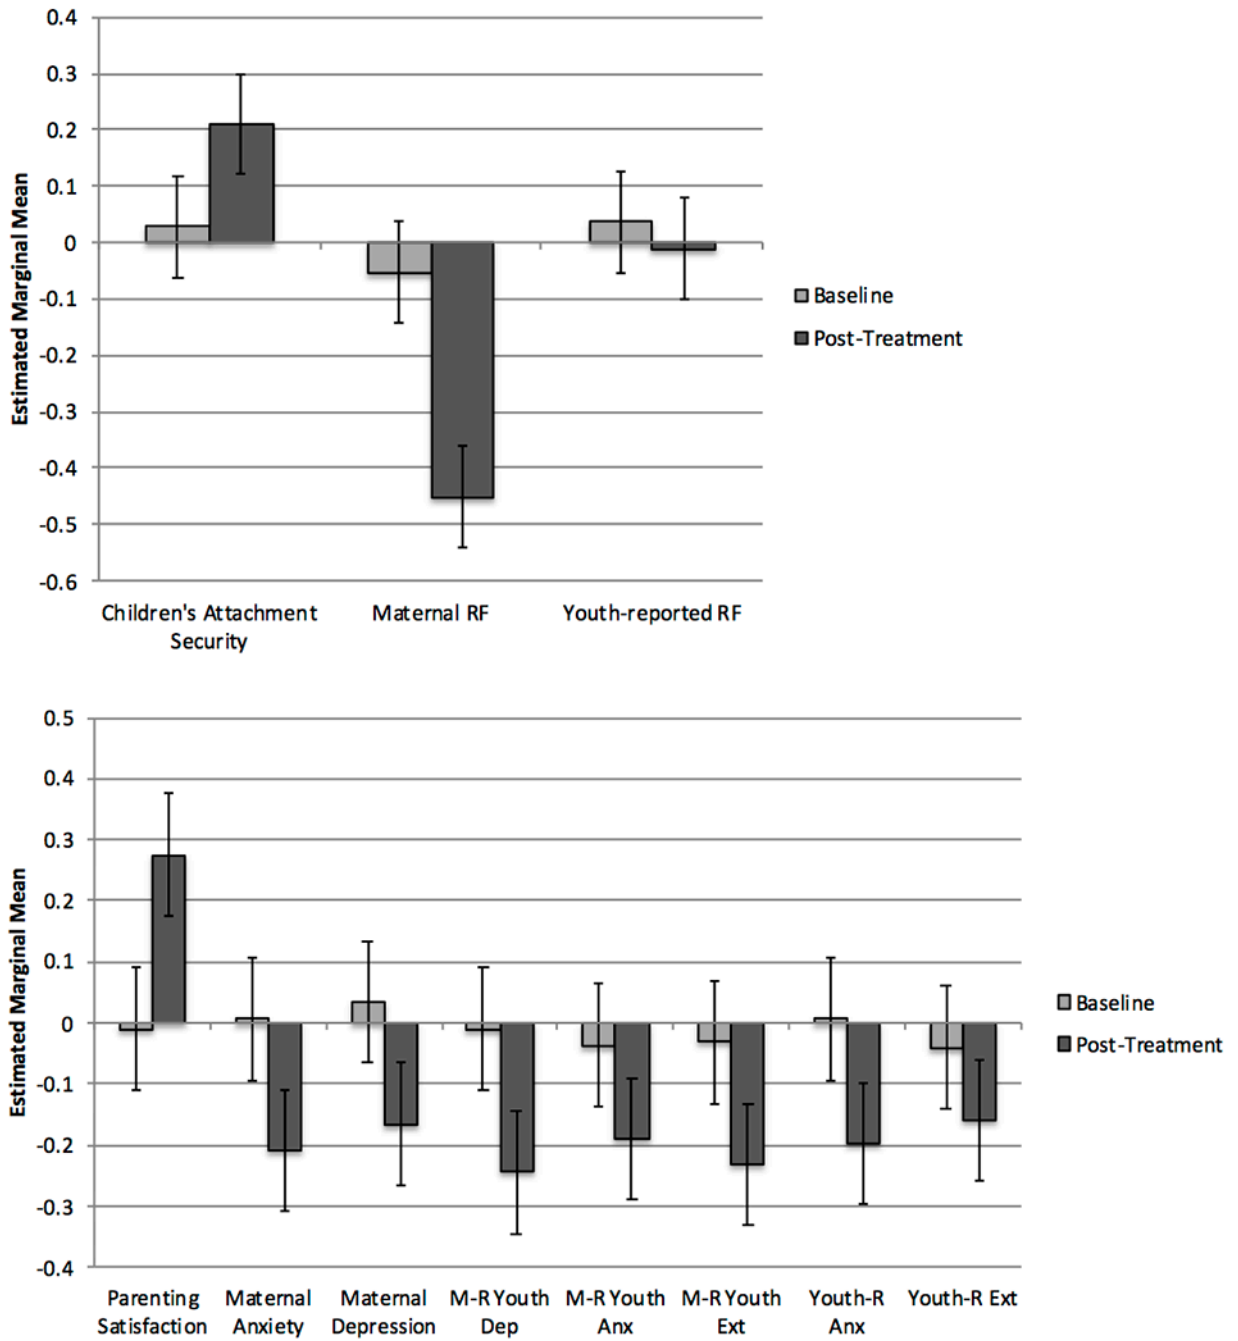 0.4
0.3
0.2
0.1
0
-0.1
-0.2
-0.3
-0.4
-0.5
-0.6
Estimated Marginal Mean
Children's Attachment
Security
Maternal RF
Youth-reported RF
Baseline
Post-Treatment
0.5
0.4
0.3
0.2
0.1
0
-0.1
-0.2
-0.3
-0.4
Estimated Marginal Mean
Parenting
Satisfaction
Maternal
Anxiety
Maternal
Depression
M-R Youth
Dep
M-R Youth
Anx
M-R Youth
Ext
Youth-R
Anx
Youth-R Ext
Baseline
Post-Treatment